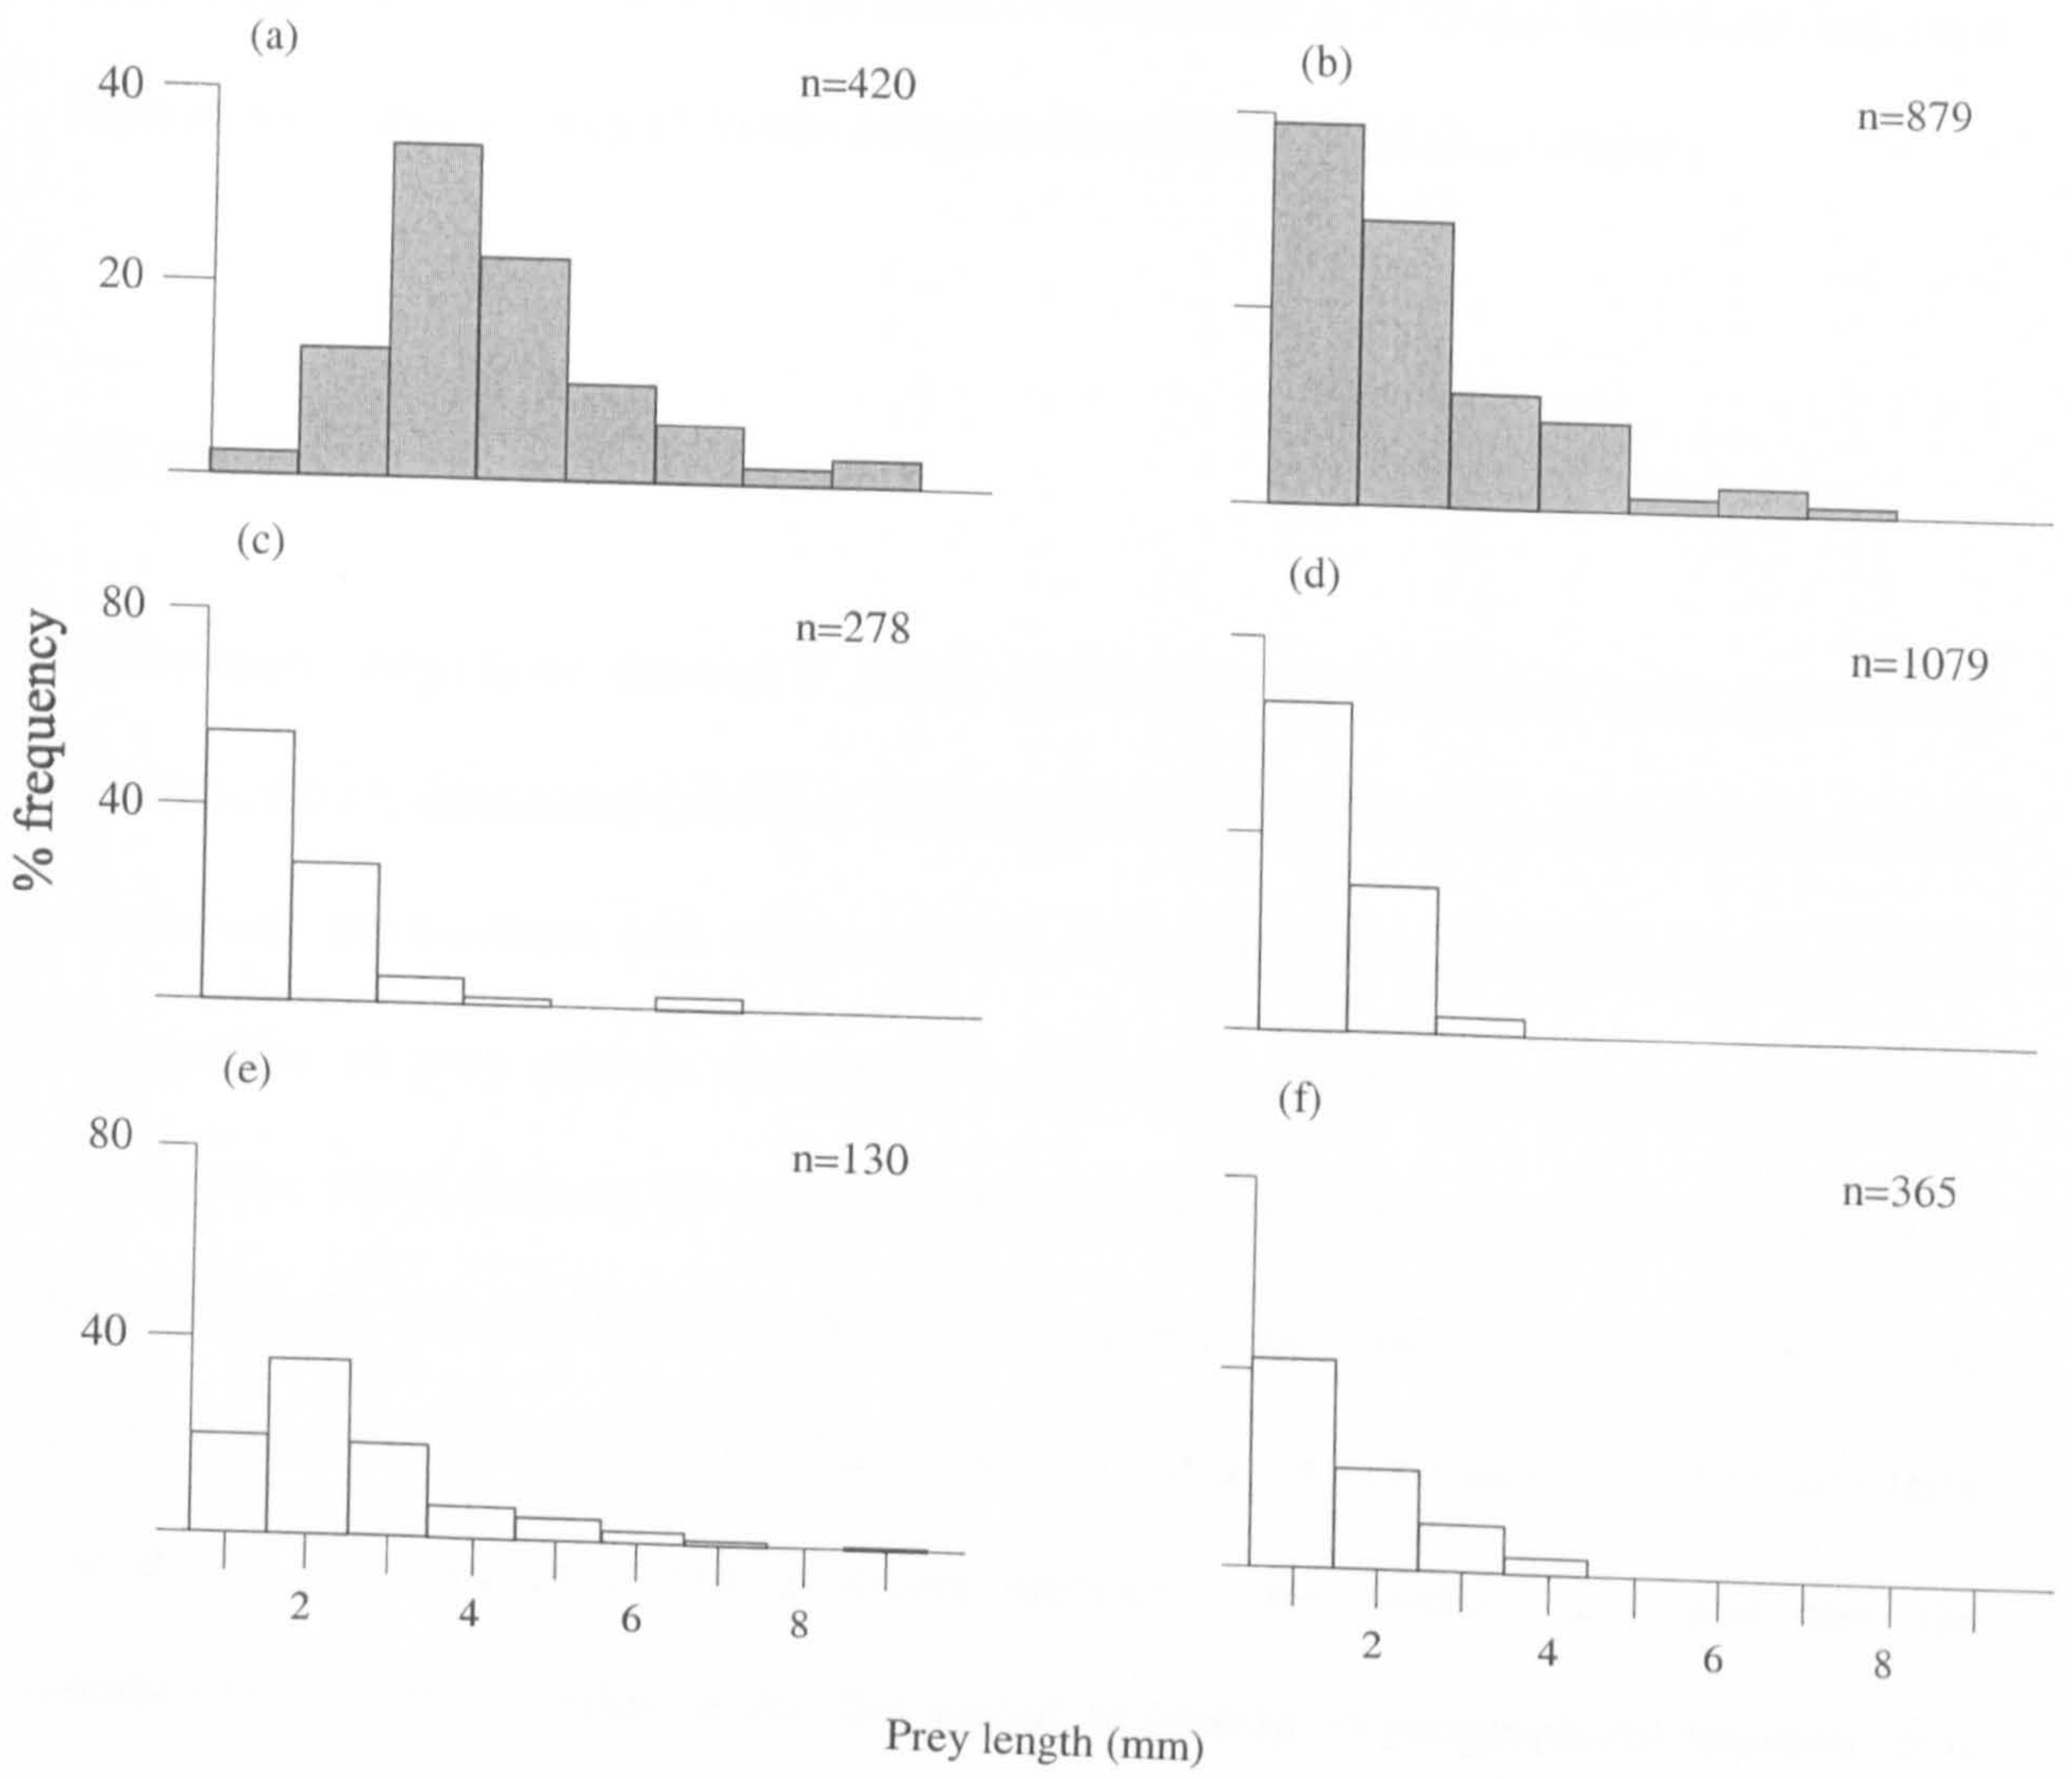 (a)
n=420
40
20
(b)
n=879
(c)
n=278
80
40
(d)
n=1079
(e)
n=130
80
40
2 4 6 8
(f)
n=365
2 4 6 8
% frequency
Prey length (mm)